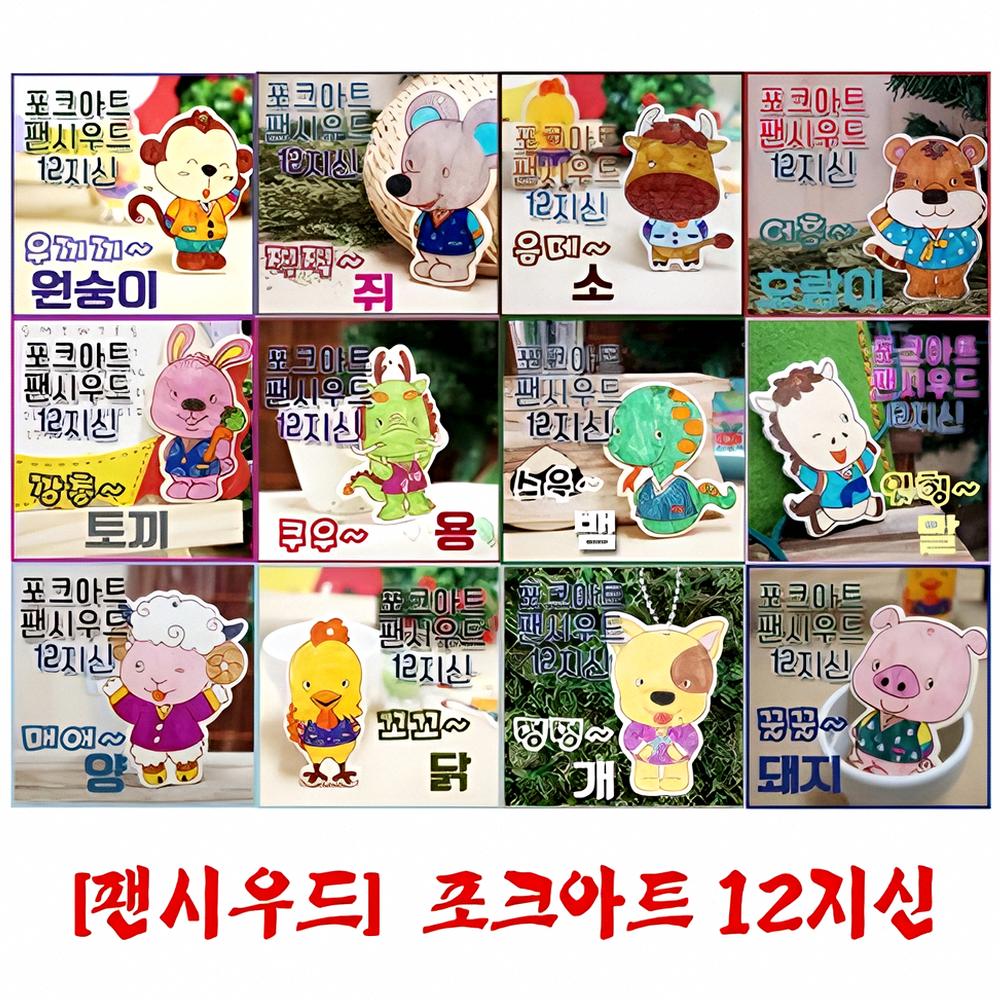 포크아트
팬시우드
12지신
우끼끼~
원숭이
포크아트
팬시우드
12지신
찍찍~
쥐
포크아트
팬시우드
12지신
음메~
소
포크아트
팬시우드
12지신
어흥~
호랑이
포크아트
팬시우드
12지신
깡총~
토끼
포크아트
팬시우드
12지신
쿠우~
용
포크아트
팬시우드
12지신
뱀
포크아트
팬시우드
12지신
말
포크아트
팬시우드
12지신
매애~
양
포크아트
팬시우드
12지신
꼬꼬~
닭
포크아트
팬시우드
12지신
멍멍~
개
포크아트
팬시우드
12지신
꿀꿀~
돼지
[팬시우드] 포크아트 12지신